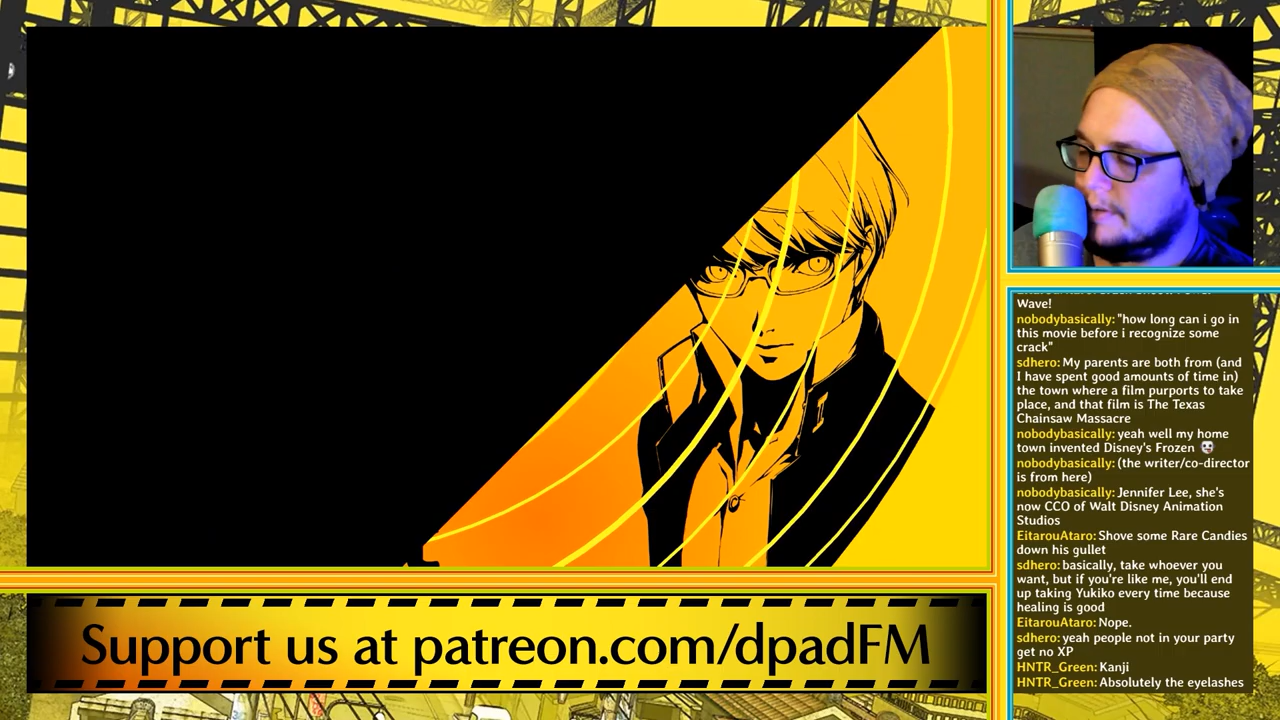 Support us at patreon.com/dpadFM
Wave!
nobodybasically: "how long can i go in
this movie before i recognize some
crack"
sdhero: My parents are both from (and
I have spent good amounts of time in)
the town where a film purports to take
place, and that film is The Texas
Chainsaw Massacre
nobodybasically: yeah well my home
town invented Disney's Frozen
nobodybasically: (the writer/co-director
is from here)
nobodybasically: Jennifer Lee, she's
now CCO of Walt Disney Animation
Studios
EitarouAtaro: Shove some Rare Candies
down his gullet
sdhero: basically, take whoever you
want, but if you're like me, you'll end
up taking Yukiko every time because
healing is good
EitarouAtaro: Nope.
sdhero: yeah people not in your party
get no XP
HNTR_Green: Kanji
HNTR_Green: Absolutely the eyelashes